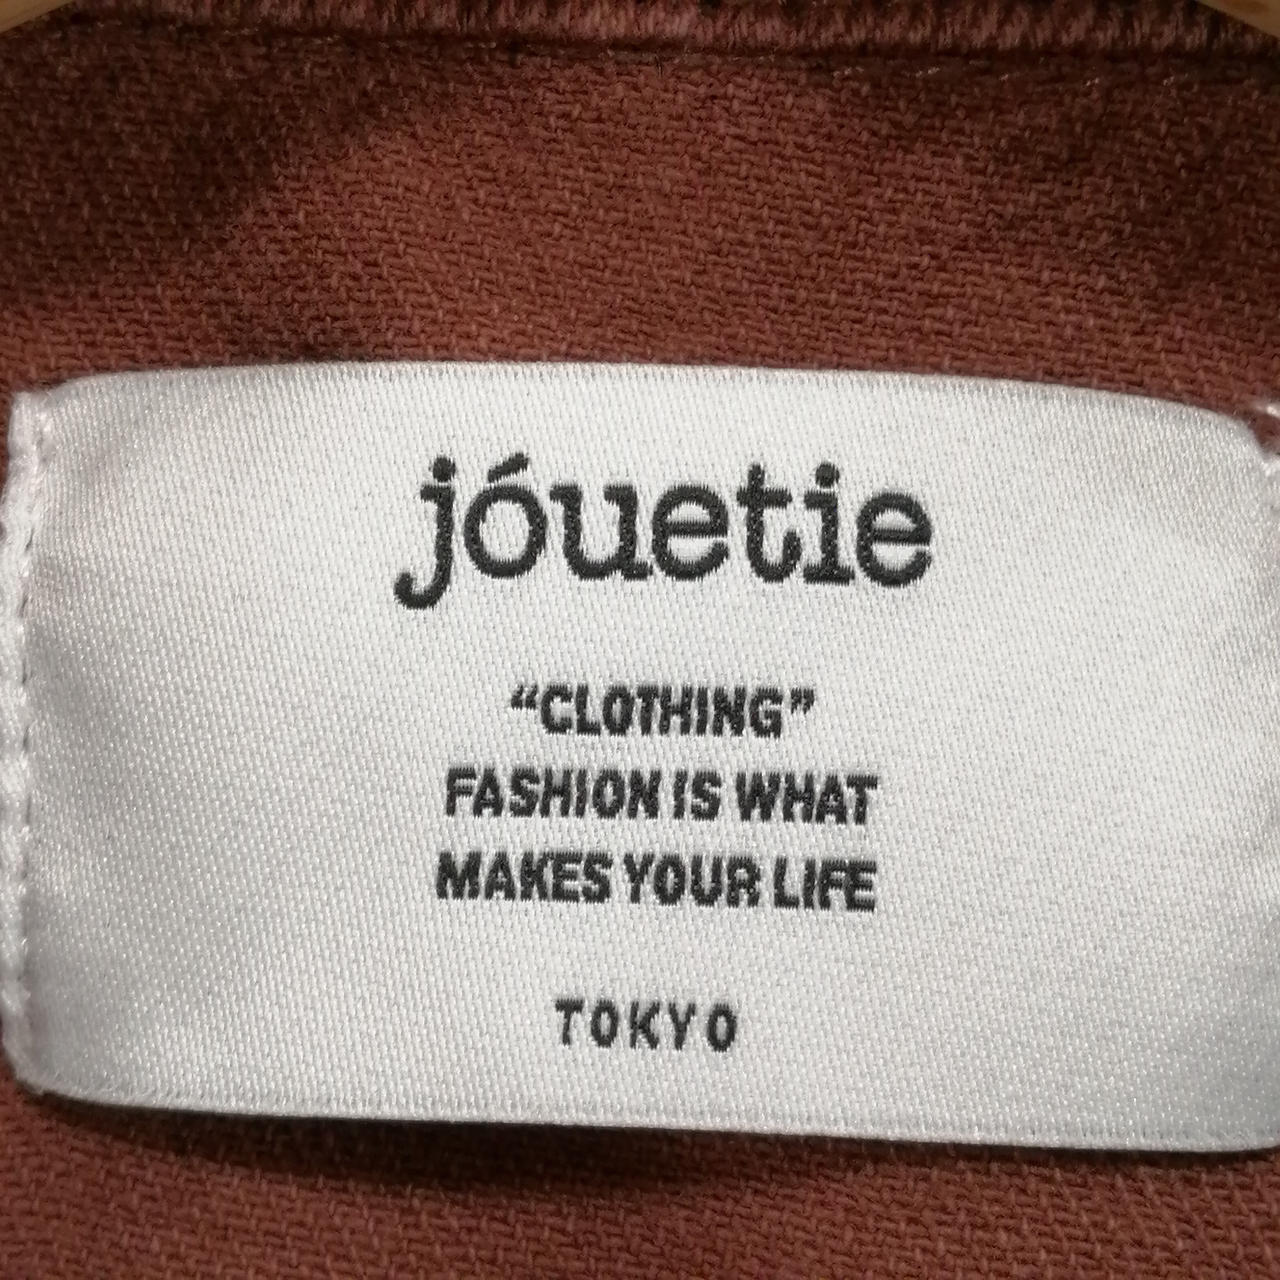 jóuetie
“CLOTHING”
FASHION IS WHAT
MAKES YOUR LIFE
TOKYO